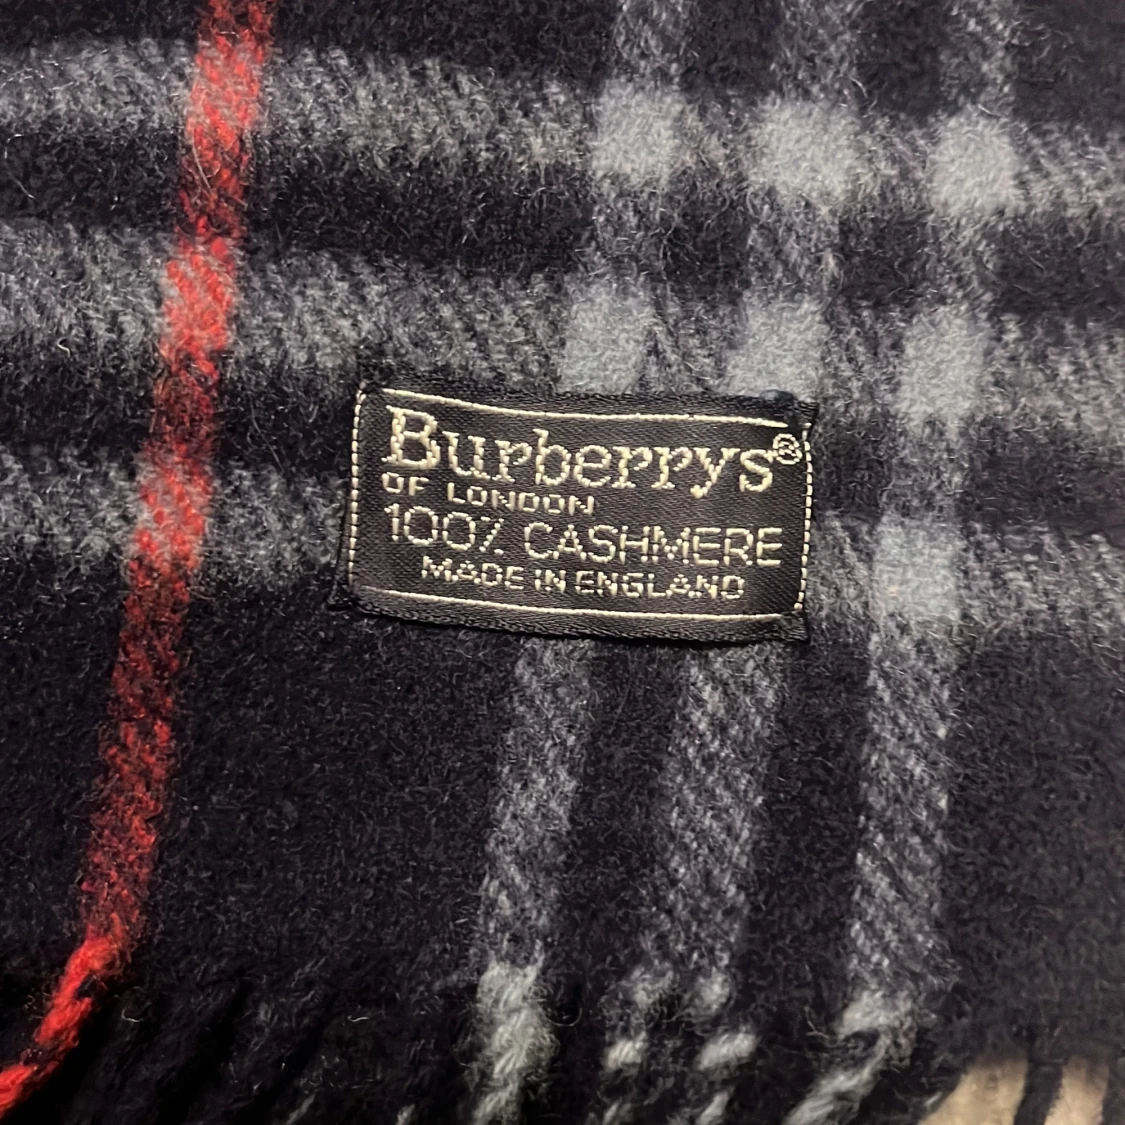 Burberrys®
OF LONDON
100% CASHMERE
MADE IN ENGLAND